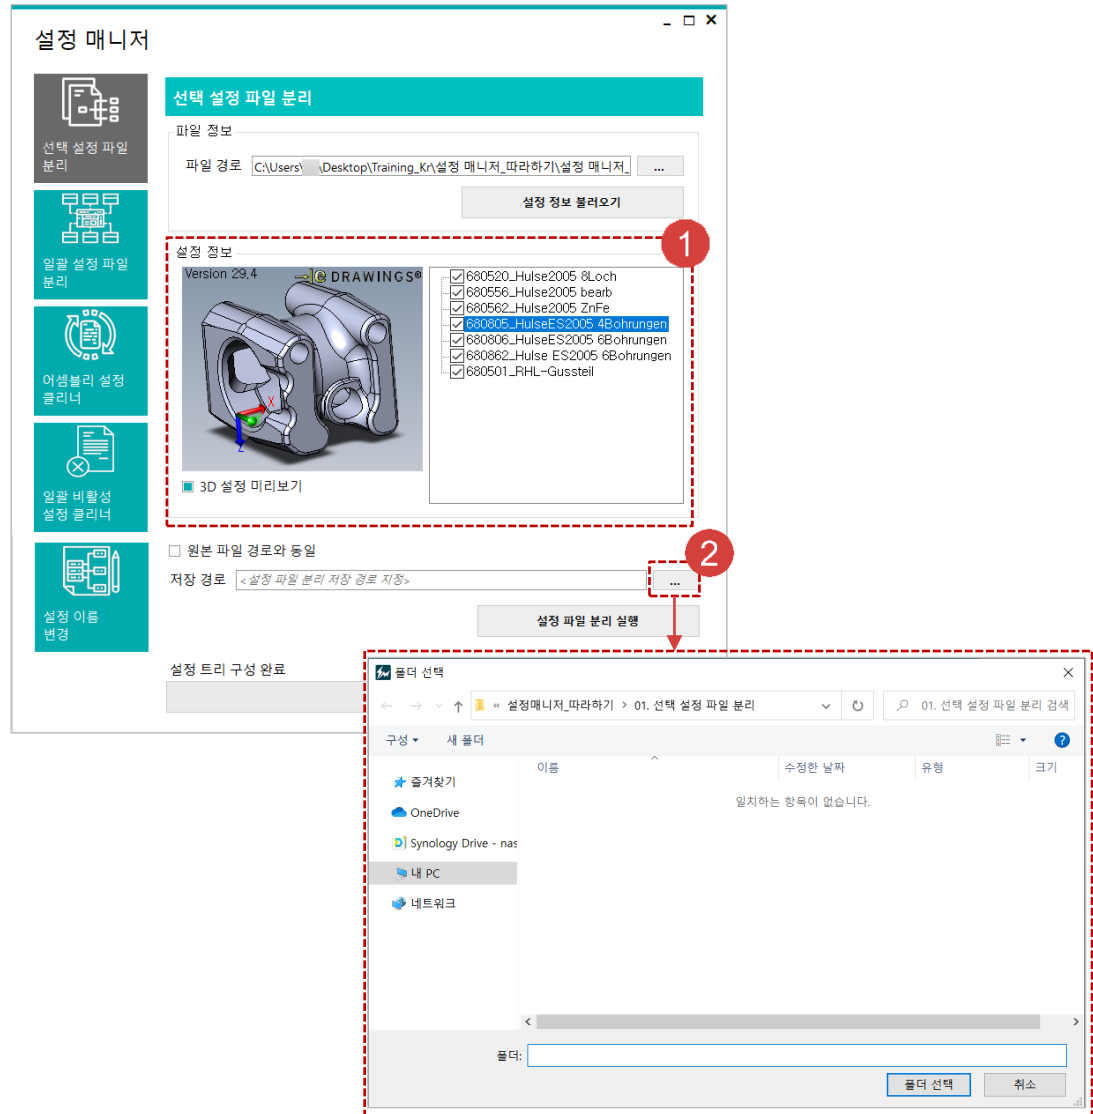 설정 매니저
선택 설정 파일
분리
일괄 설정 파일
분리
어셈블리 설정
클리너
일괄 비활성
설정 클리너
설정 이름
변경
선택 설정 파일 분리
파일 정보
파일 경로
C:\Users\ \Desktop\Training_Kr\설정 매니저_따라하기\설정 매니저_
...
설정 정보 불러오기
1
설정 정보
Version 29.4
e DRAWINGS®
X
Z
680520_Hulse2005 8Loch
680556_Hulse2005 bearb
680562_Hulse2005 ZnFe
680805_HulseES2005 4Bohrungen
680806_HulseES2005 6Bohrungen
680862_Hulse ES2005 6Bohrungen
680501_RHL-Gussteil
3D 설정 미리보기
원본 파일 경로와 동일
2
저장 경로
<설정 파일 분리 저장 경로 지정>
...
설정 파일 분리 실행
설정 트리 구성 완료
폴더 선택
« 설정매니저_따라하기 > 01. 선택 설정 파일 분리
01. 선택 설정 파일 분리 검색
구성
새 폴더
이름
수정한 날짜
유형
크기
일치하는 항목이 없습니다.
즐겨찾기
OneDrive
Synology Drive - nas
내 PC
네트워크
폴더:
폴더 선택
취소